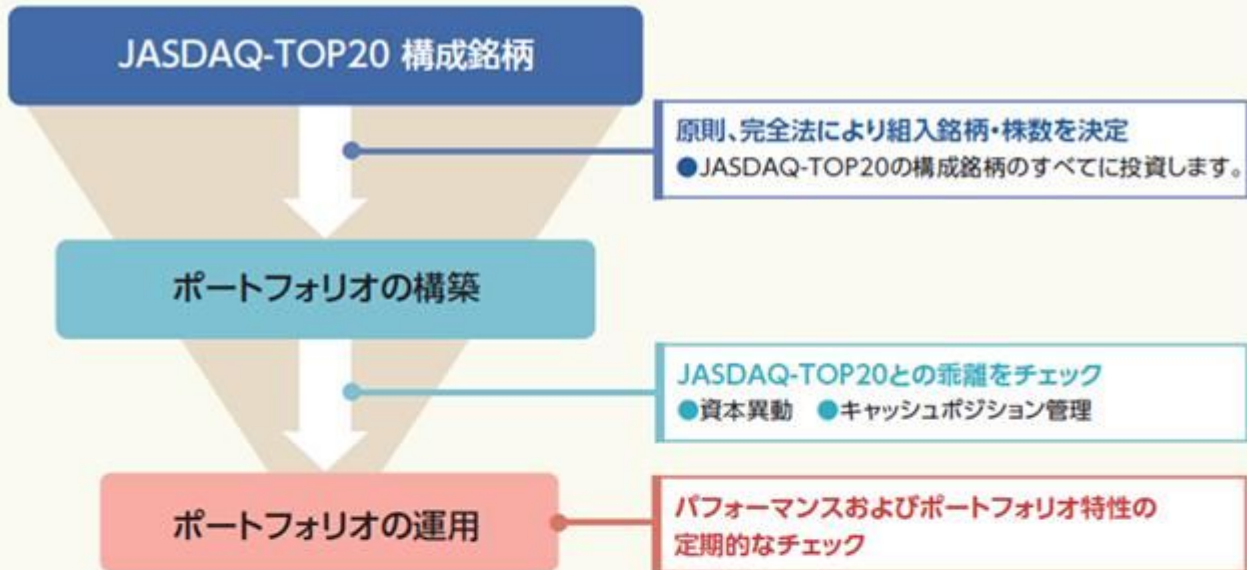 JASDAQ-TOP20 構成銘柄
原則、完全法により組入銘柄・株数を決定
●JASDAQ-TOP20の構成銘柄のすべてに投資します。
ポートフォリオの構築
JASDAQ-TOP20との乖離をチェック
●資本異動 ●キャッシュポジション管理
ポートフォリオの運用
パフォーマンスおよびポートフォリオ特性の
定期的なチェック